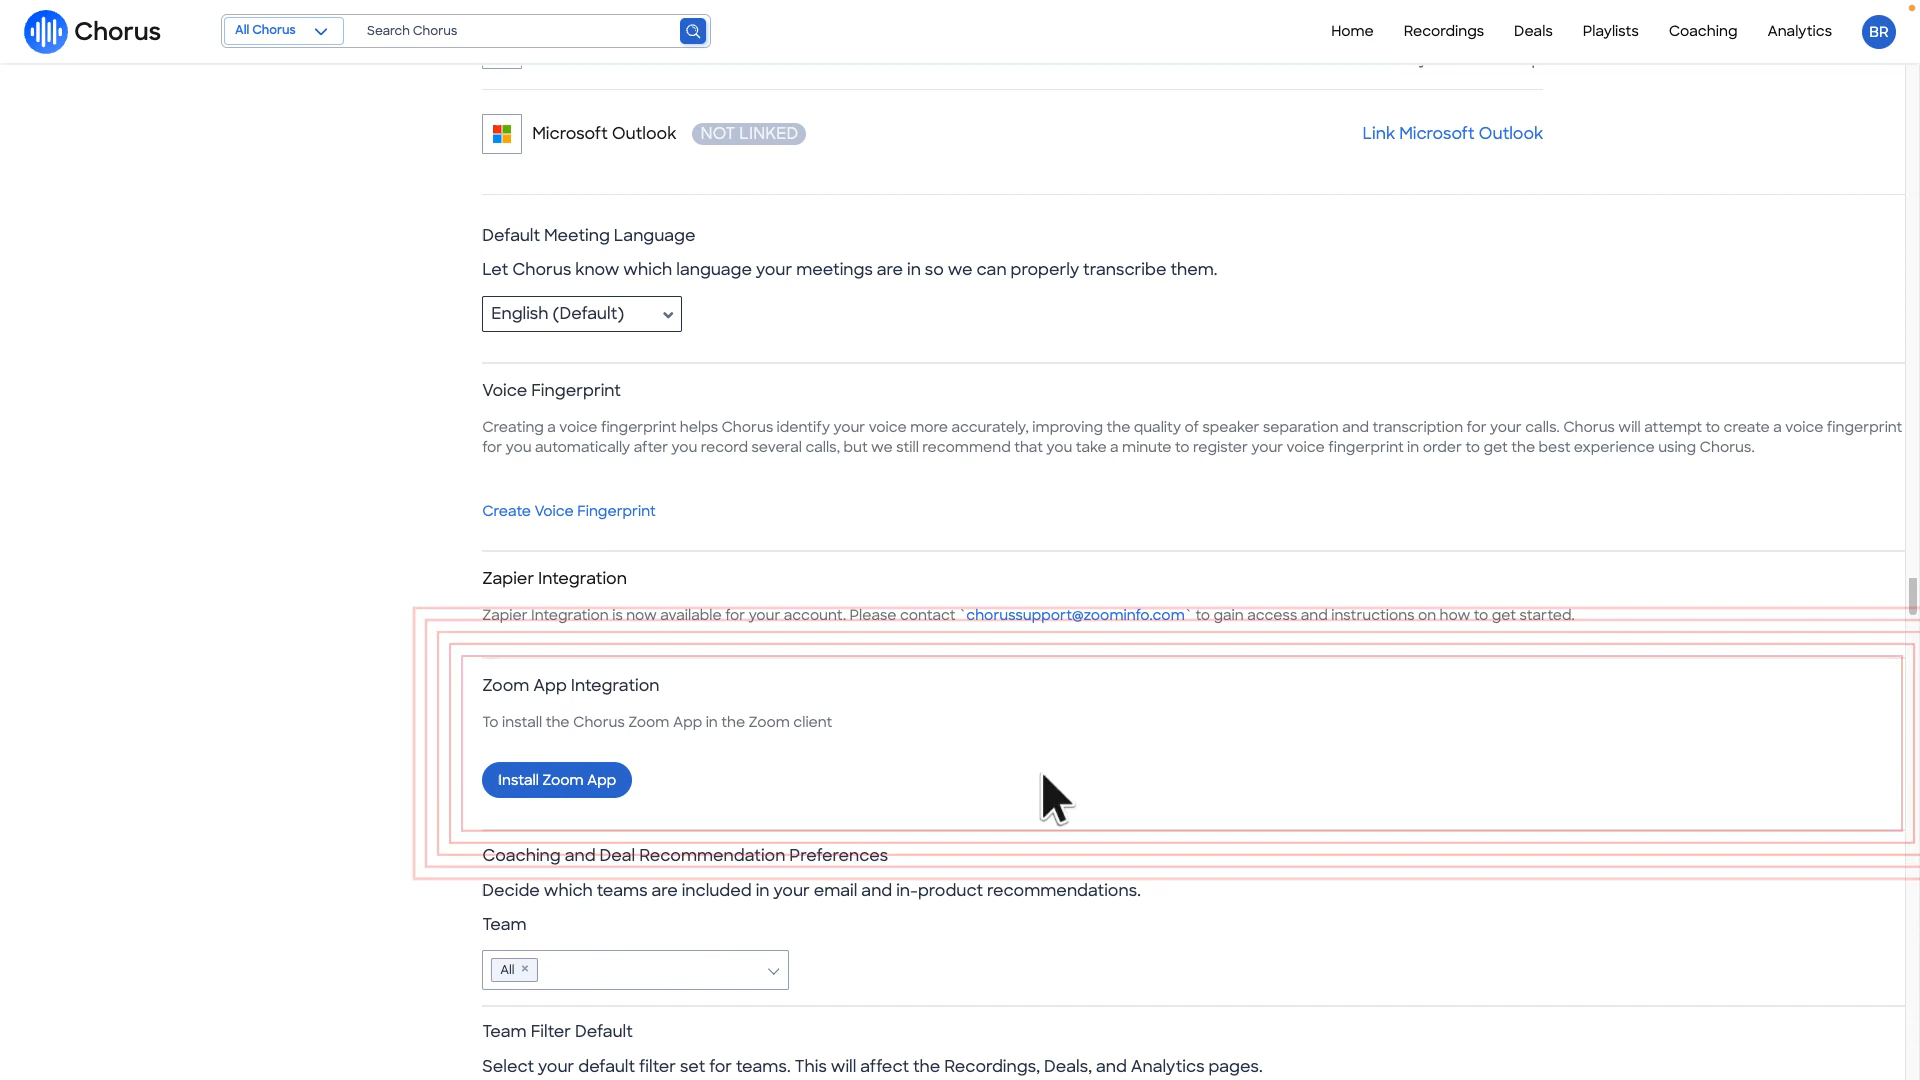 Chorus
All Chorus
Search Chorus
Home
Recordings
Deals
Playlists
Coaching
Analytics
BR
Microsoft Outlook
NOT LINKED
Link Microsoft Outlook
Default Meeting Language
Let Chorus know which language your meetings are in so we can properly transcribe them.
English (Default)
Voice Fingerprint
Creating a voice fingerprint helps Chorus identify your voice more accurately, improving the quality of speaker separation and transcription for your calls. Chorus will attempt to create a voice fingerprint
for you automatically after you record several calls, but we still recommend that you take a minute to register your voice fingerprint in order to get the best experience using Chorus.
Create Voice Fingerprint
Zapier Integration
Zapier Integration is now available for your account. Please contact `chorussupport@zoominfo.com` to gain access and instructions on how to get started.
Zoom App Integration
To install the Chorus Zoom App in the Zoom client
Install Zoom App
Coaching and Deal Recommendation Preferences
Decide which teams are included in your email and in-product recommendations.
Team
All ×
Team Filter Default
Select your default filter set for teams. This will affect the Recordings, Deals, and Analytics pages.